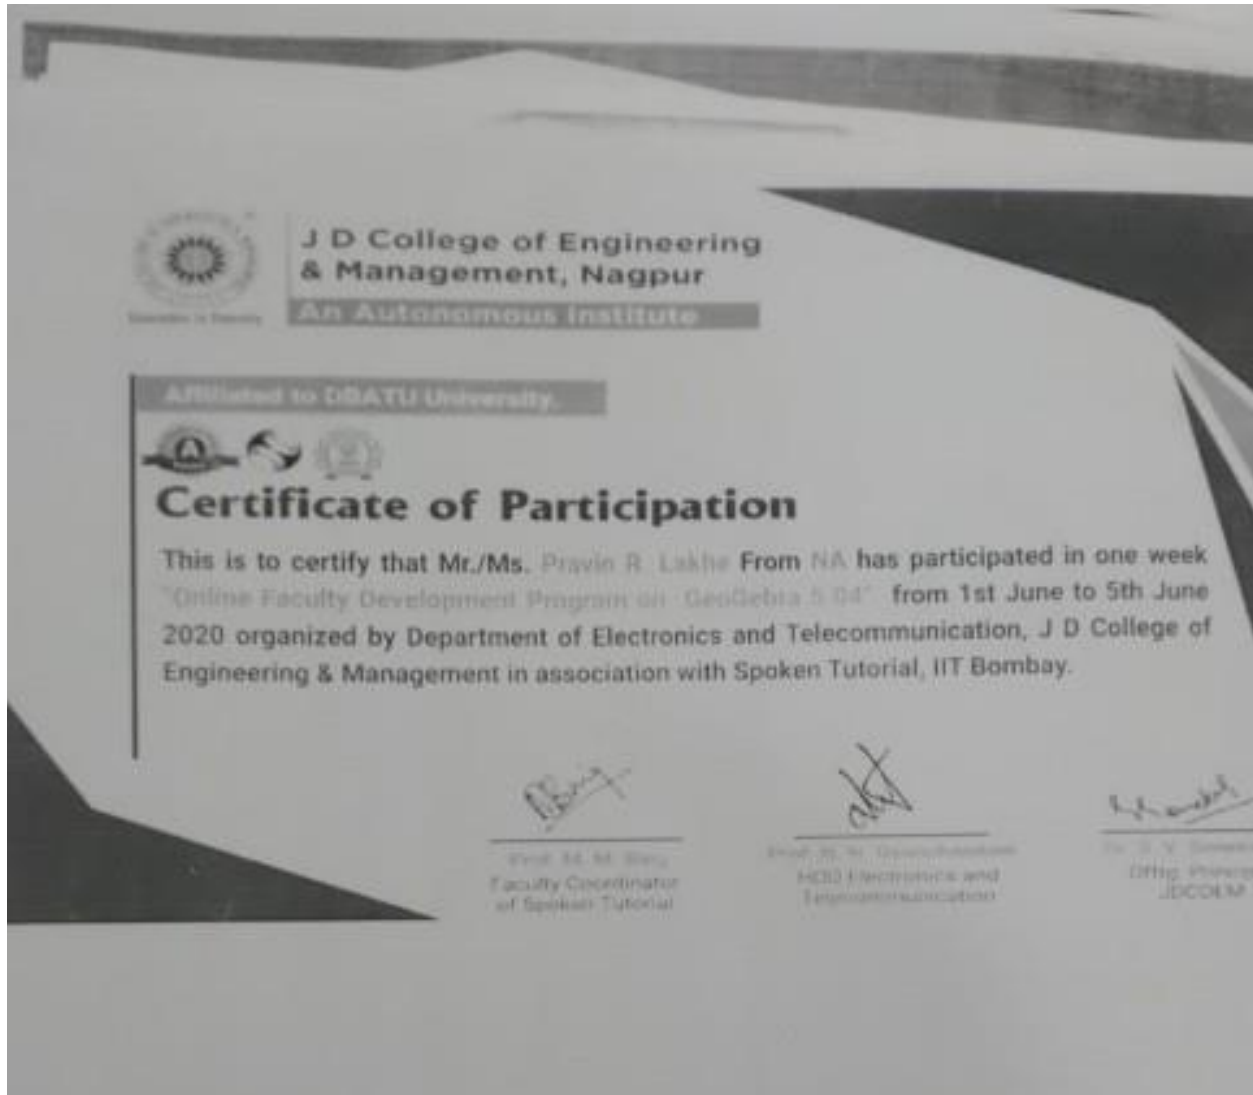 J D College of Engineering
& Management, Nagpur
An Autonomous Institute
Affiliated to DBATU University.
Certificate of Participation
This is to certify that Mr./Ms. Pravin R. Lakhe From NA has participated in one week
"Online Faculty Development Program on GeoGebra 5.04" from 1st June to 5th June
2020 organized by Department of Electronics and Telecommunication, J D College of
Engineering & Management in association with Spoken Tutorial, IIT Bombay.
Prof. M. M.
Faculty Coordinator
of Spoken Tutorial
HOD Electronics and
Telecommunication
Offtg.
JDCOEM